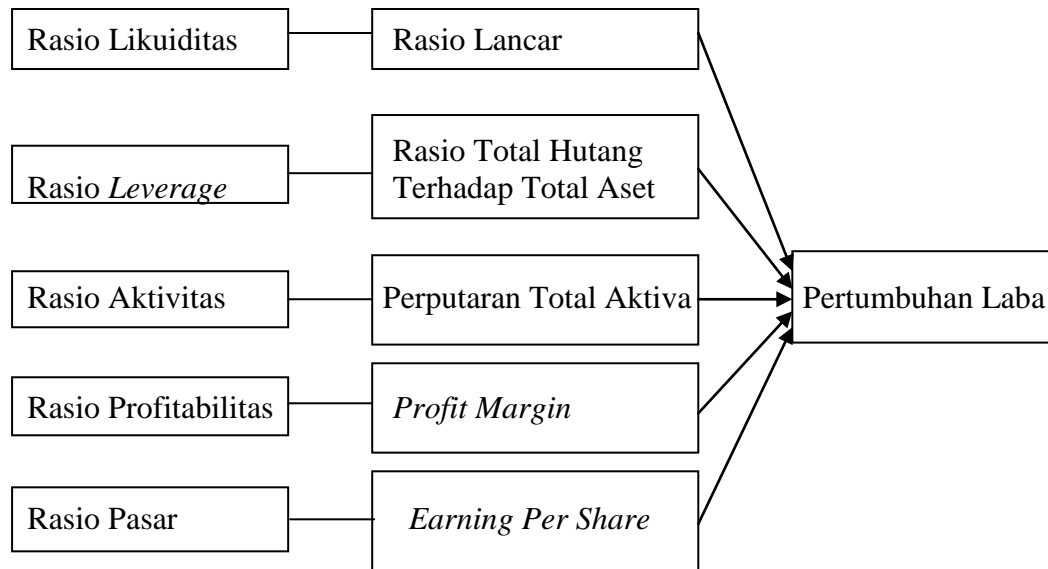 Rasio Likuiditas
Rasio Lancar
Rasio Leverage
Rasio Total Hutang
Terhadap Total Aset
Rasio Aktivitas
Perputaran Total Aktiva
Pertumbuhan Laba
Rasio Profitabilitas
Profit Margin
Rasio Pasar
Earning Per Share